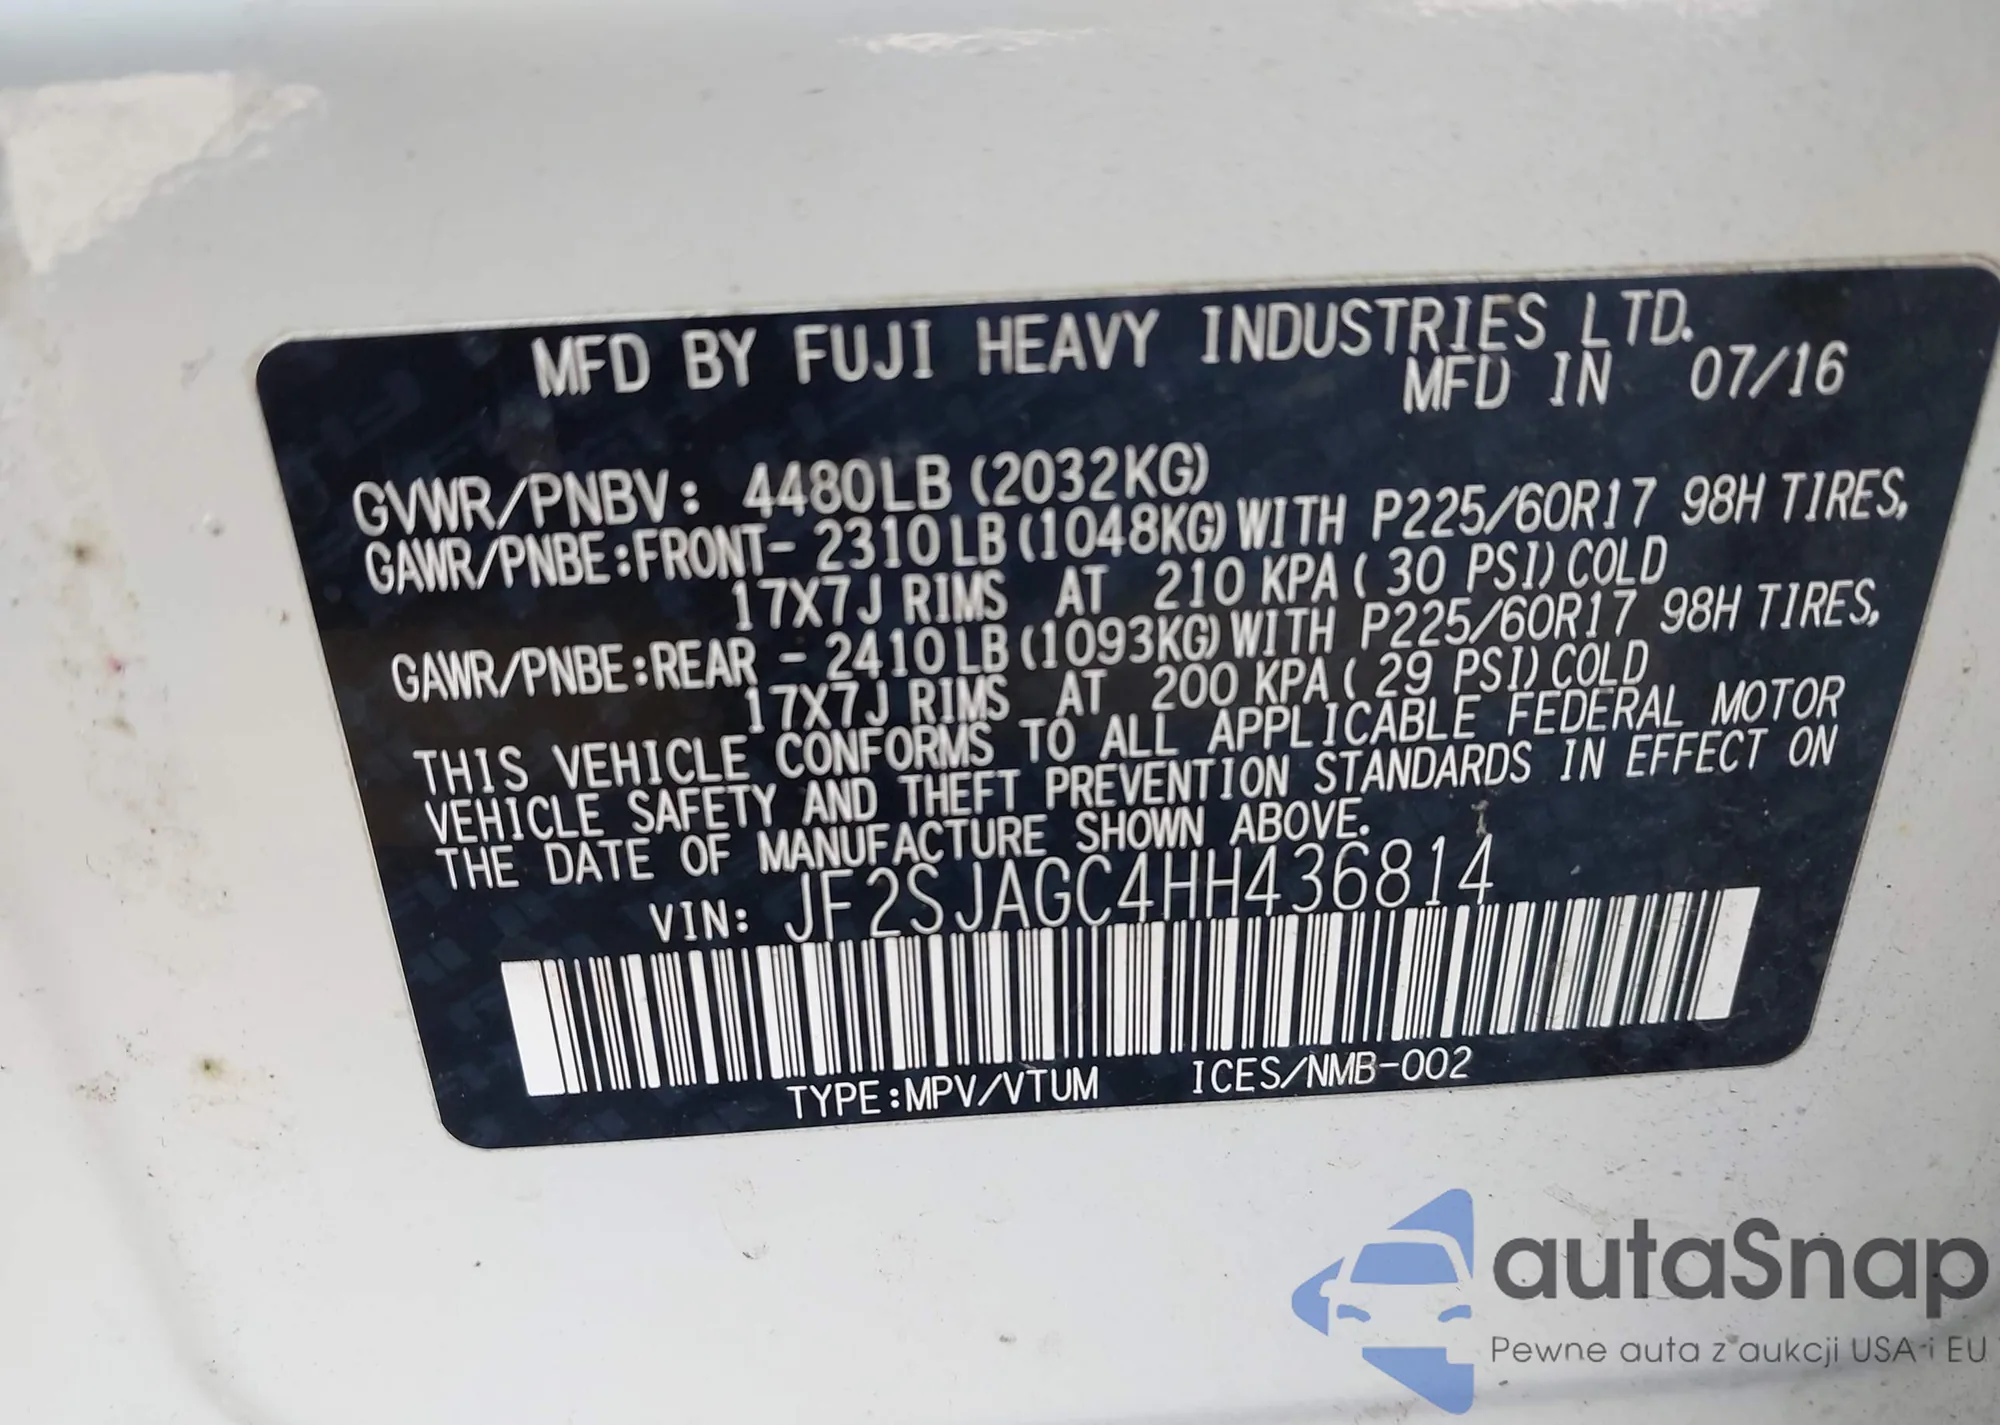 MFD BY FUJI HEAVY INDUSTRIES LTD.
MFD IN 07/16
GVWR/PNBV: 4480LB (2032KG)
GAWR/PNBE:FRONT- 2310LB (1048KG) WITH P225/60R17 98H TIRES,
17X7J RIMS AT 210 KPA ( 30 PSI) COLD
GAWR/PNBE:REAR - 2410LB (1093KG) WITH P225/60R17 98H TIRES,
17X7J RIMS AT 200 KPA ( 29 PSI) COLD
THIS VEHICLE CONFORMS TO ALL APPLICABLE FEDERAL MOTOR
VEHICLE SAFETY AND THEFT PREVENTION STANDARDS IN EFFECT ON
THE DATE OF MANUFACTURE SHOWN ABOVE.
VIN: JF2SJAGC4HH436814
TYPE:MPV/VTUM ICES/NMB-002
autaSnap
Pewne auta z aukcji USA i EU